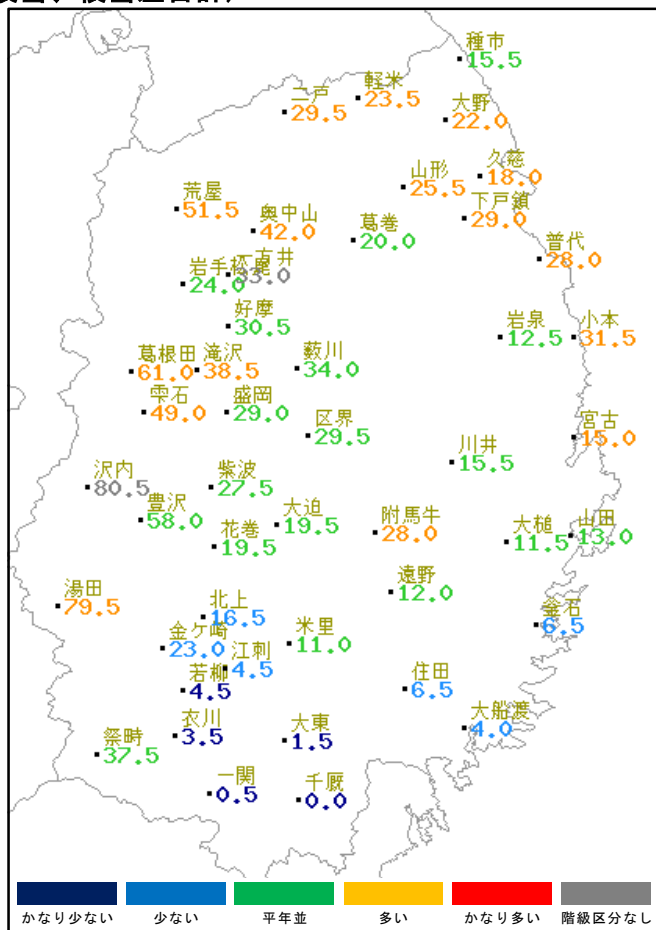 種市
15.5
軽米
23.5
二戸
29.5
大野
22.0
久慈
18.0
山形
25.5
荒屋
51.5
下戸鎖
29.0
奥中山
42.0
葛巻
20.0
普代
28.0
一方井
33.0
岩手松尾
24.0
好摩
30.5
岩泉
12.5
小本
31.5
葛根田
61.0
滝沢
38.5
薮川
34.0
雫石
49.0
盛岡
29.0
区界
29.5
宮古
15.0
川井
15.5
沢内
80.5
紫波
27.5
豊沢
58.0
大迫
19.5
花巻
19.5
附馬牛
28.0
大槌
11.5
山田
13.0
遠野
12.0
湯田
79.5
北上
16.5
釜石
6.5
金ケ崎
23.0
米里
11.0
江刺
4.5
若柳
4.5
住田
6.5
衣川
3.5
大東
1.5
大船渡
4.0
祭畤
37.5
一関
0.5
千厩
0.0
かなり少ない 少ない 平年並 多い かなり多い 階級区分なし